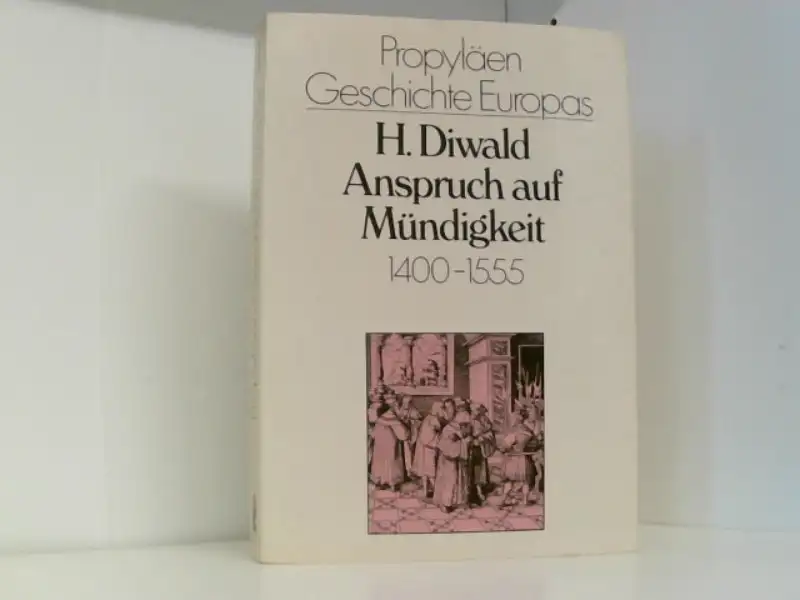 Propyläen
Geschichte Europas
H. Diwald
Anspruch auf
Mündigkeit
1400-1555